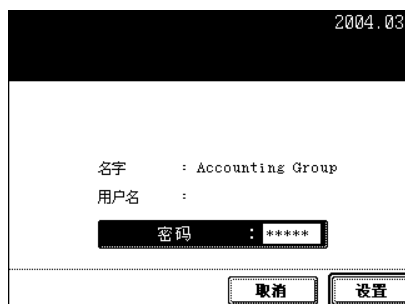 2004.03
名字 : Accounting Group
用户名 :
密码 : *****
取消 设置